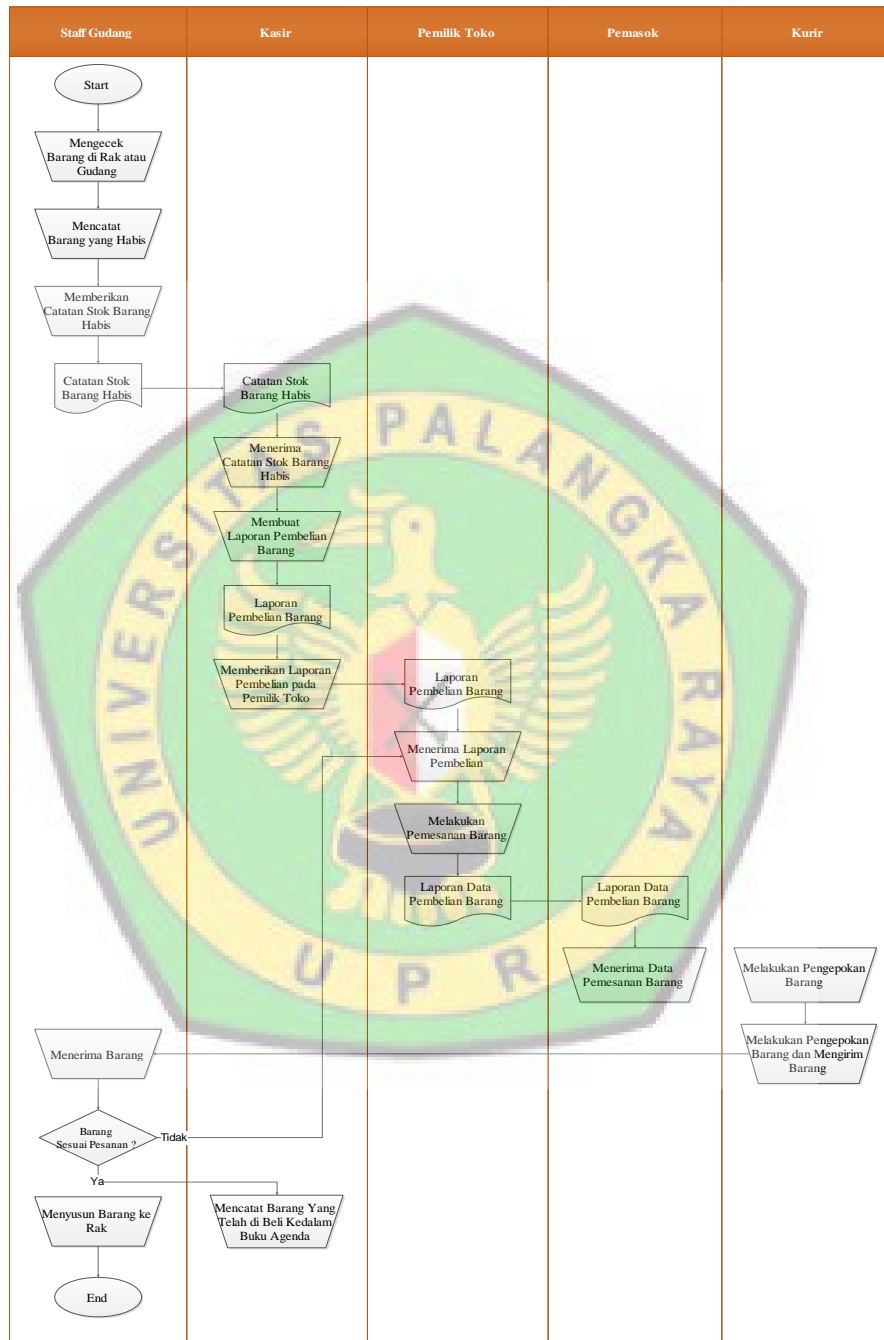 Staff Gudang
Kasir
Pemilik Toko
Pemasok
Kurir
Start
Mengecek
Barang di Rak atau
Gudang
Mencatat
Barang yang Habis
Memberikan
Catatan Stok Barang
Habis
Catatan Stok
Barang Habis
Catatan Stok
Barang Habis
Menerima
Catatan Stok Barang
Habis
Membuat
Laporan Pembelian
Barang
Laporan
Pembelian Barang
Memberikan Laporan
Pembelian pada
Pemilik Toko
Laporan
Pembelian Barang
Menerima Laporan
Pembelian
Melakukan
Pemesanan Barang
Laporan Data
Pembelian Barang
Laporan Data
Pembelian Barang
Menerima Data
Pemesanan Barang
Melakukan Pengepokan
Barang
Melakukan Pengepokan
Barang dan Mengirim
Barang
Menerima Barang
Barang
Sesuai Pesanan ?
Tidak
Ya
Menyusun Barang ke
Rak
Mencatat Barang Yang
Telah di Beli Kedalam
Buku Agenda
End
UNIVERSITAS PALANGKA RAYA
UPR